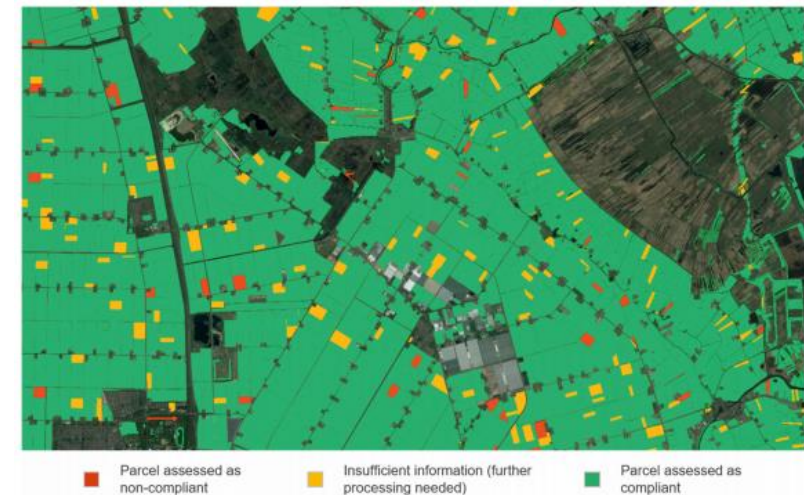 Parcel assessed as
non-compliant
Insufficient information (further
processing needed)
Parcel assessed as
compliant